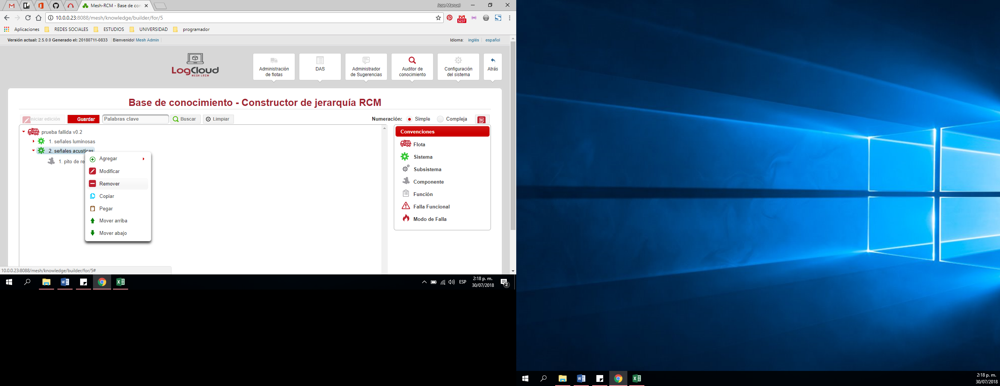 Mesh-RCM - Base de con
Jose Manuel
10.0.0.23:8088/mesh/knowledge/builder/for/5
5237
Aplicaciones REDES SOCIALES ESTUDIOS UNIVERSIDAD programador
Versión actual: 2.5.0.0 Generado el: 20180711-0833 Bienvenido! Mesh Admin
Idioma: inglés español
LogCloud
MESH LRCM
Administración
de flotas
DAS
Administrador
de Sugerencias
Auditor de
conocimiento
Configuración
del sistema
Atrás
Base de conocimiento - Constructor de jerarquía RCM
Iniciar edición Guardar Palabras clave Buscar Limpiar
Numeración: Simple Compleja
prueba fallida v0.2
1. señales luminosas
2. señales acusticas
1. pito de re
Agregar
Modificar
Remover
Copiar
Pegar
Mover arriba
Mover abajo
Convenciones
Flota
Sistema
Subsistema
Componente
Función
Falla Funcional
Modo de Falla
10.0.0.23:8088/mesh/knowledge/builder/for/5#
ESP
2:18 p. m.
30/07/2018
2
2:18 p. m.
30/07/2018